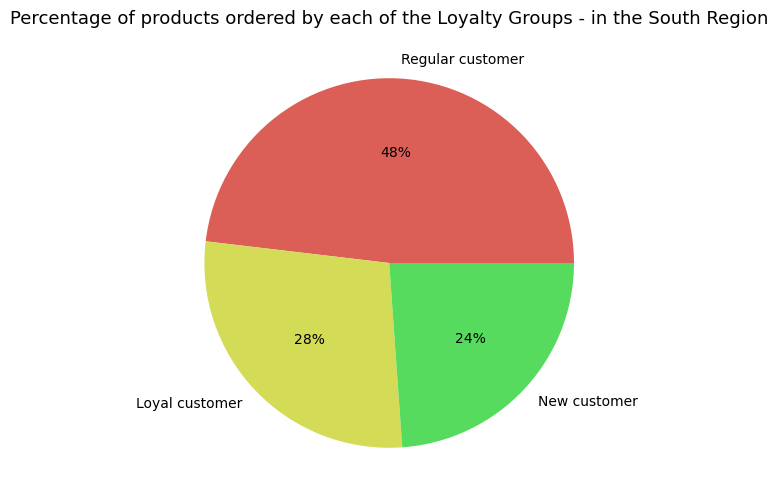 Percentage of products ordered by each of the Loyalty Groups - in the South Region
Regular customer
48%
28%
24%
Loyal customer
New customer